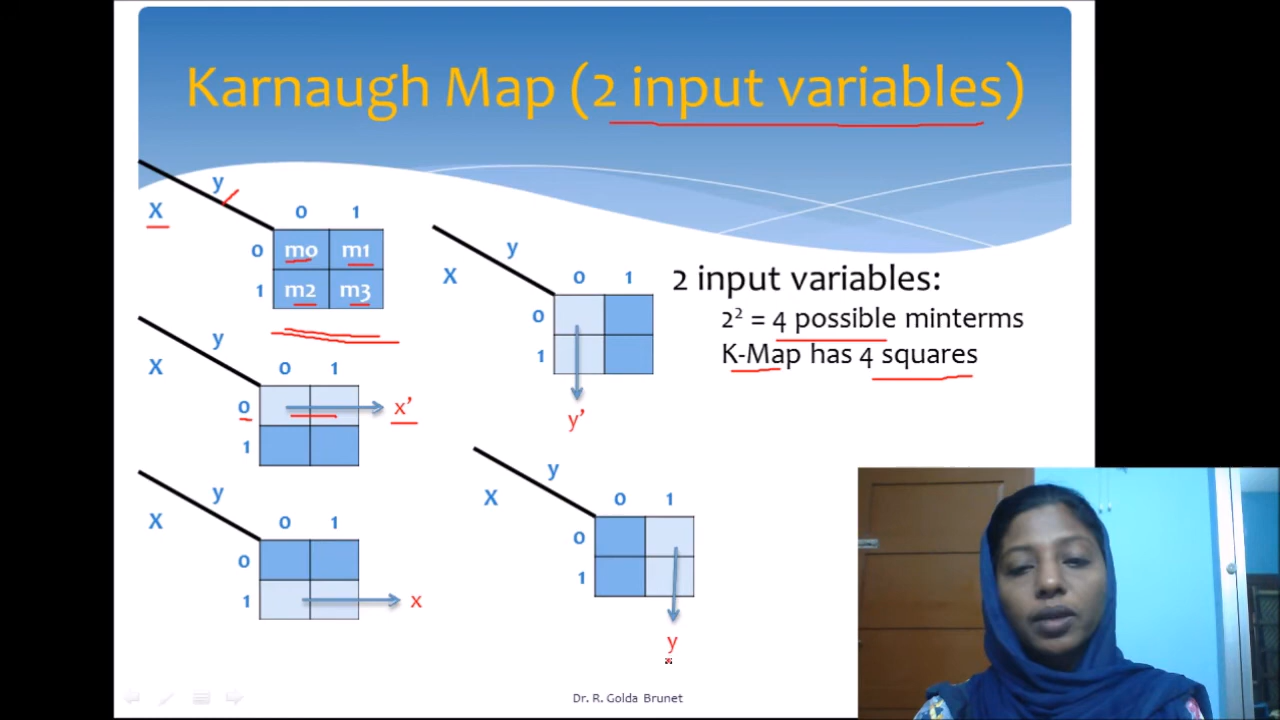 Karnaugh Map (2 input variables)
y
X
0 1
0 m0 m1
1 m2 m3
y
X
0 1
0 x’
1
y
X
0 1
0
1 x
y
X
0 1
0
1
y’
y
X
0 1
0
1
y
2 input variables:
2² = 4 possible minterms
K-Map has 4 squares
Dr. R. Golda Brunet